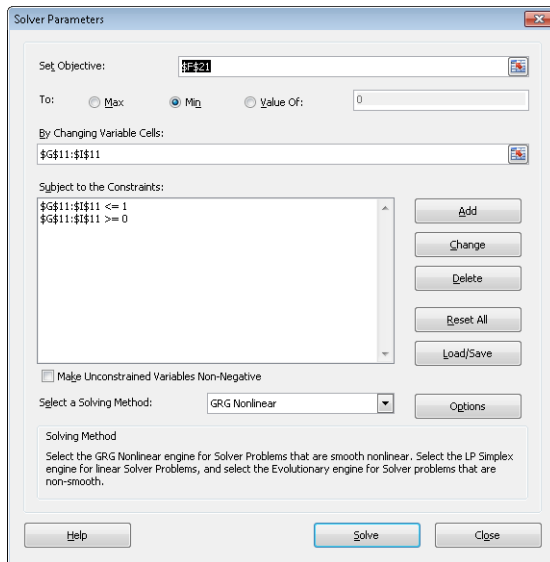 Solver Parameters
Set Objective:
$F$21
To:
Max
Min
Value Of:
0
By Changing Variable Cells:
$G$11:$I$11
Subject to the Constraints:
$G$11:$I$11 <= 1
$G$11:$I$11 >= 0
Add
Change
Delete
Reset All
Load/Save
Make Unconstrained Variables Non-Negative
Select a Solving Method:
GRG Nonlinear
Options
Solving Method
Select the GRG Nonlinear engine for Solver Problems that are smooth nonlinear. Select the LP Simplex
engine for linear Solver Problems, and select the Evolutionary engine for Solver problems that are
non-smooth.
Help
Solve
Close